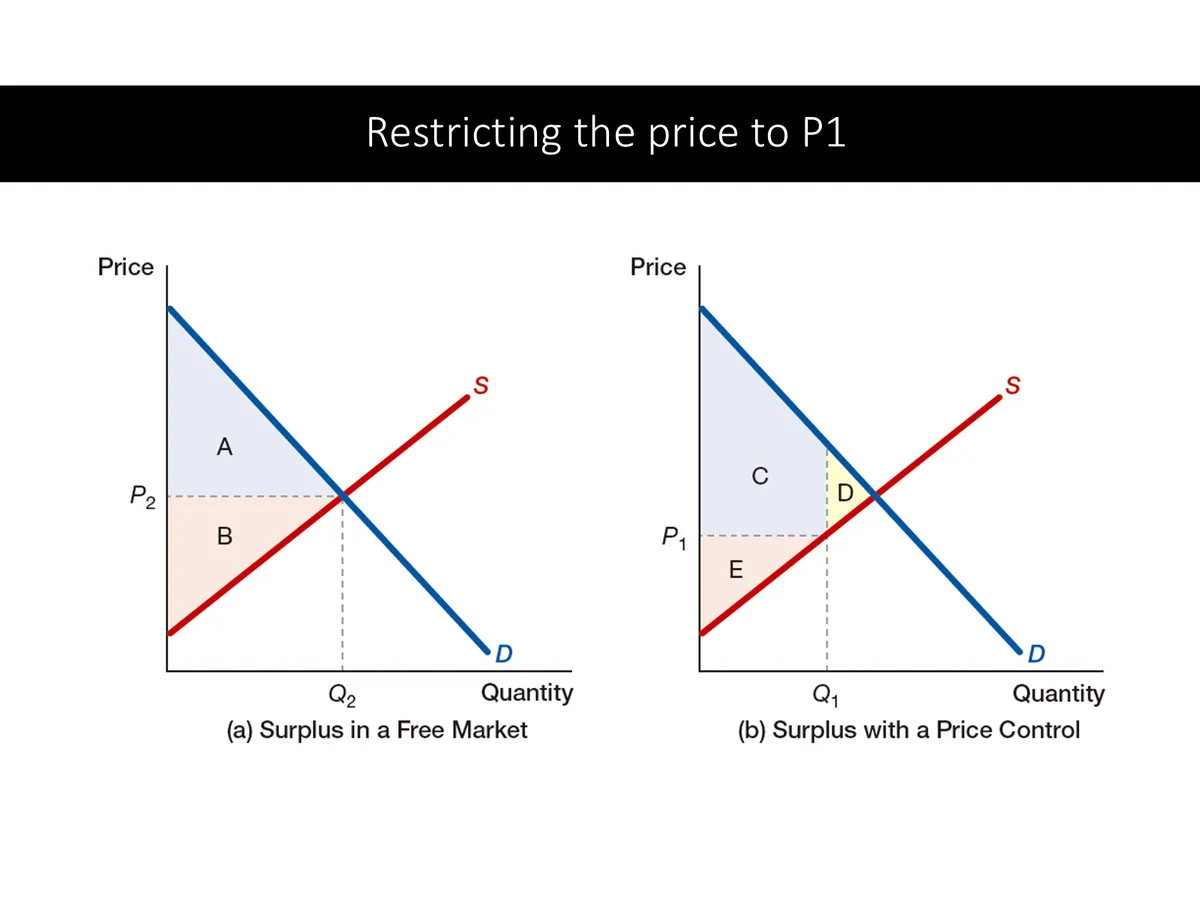 Restricting the price to P1
Price
S
A
P2
B
D
Q2
Quantity
(a) Surplus in a Free Market
Price
S
C
D
P1
E
D
Q1
Quantity
(b) Surplus with a Price Control